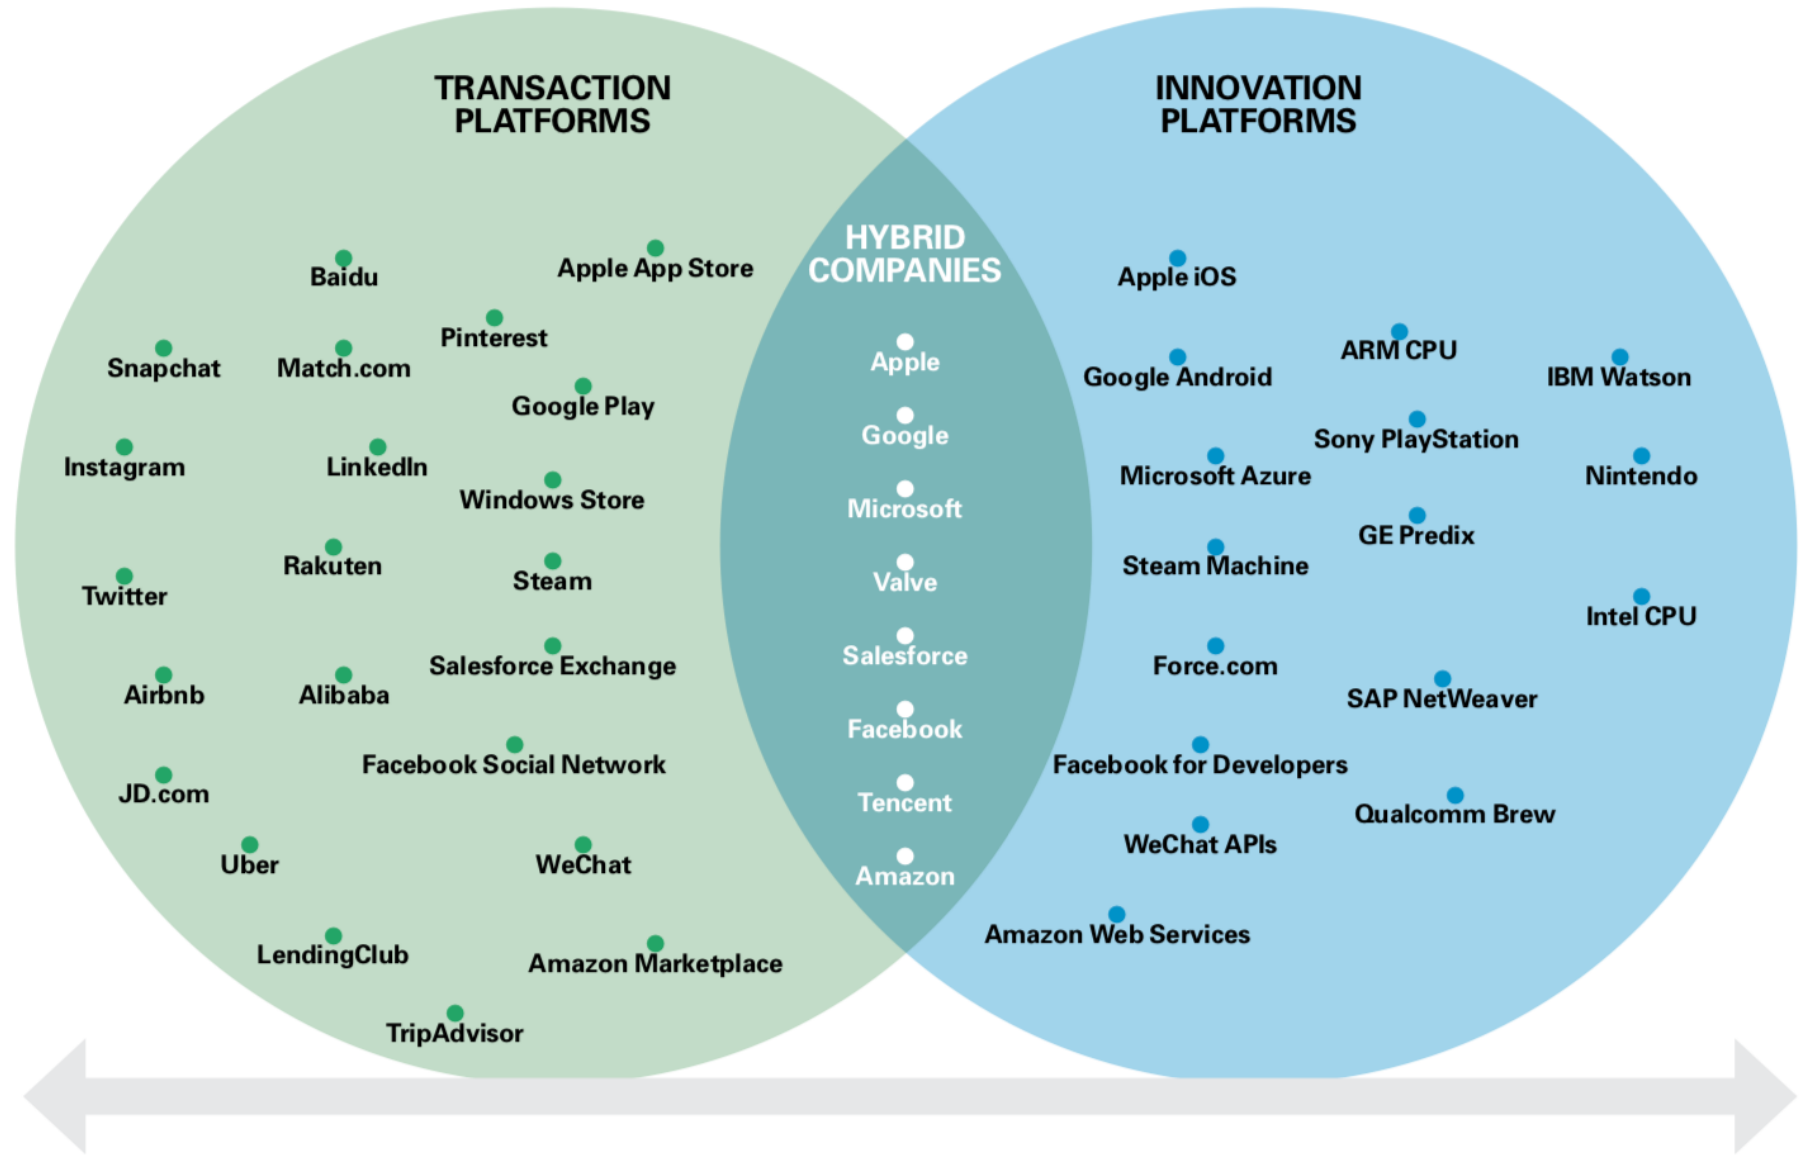 TRANSACTION
PLATFORMS
Baidu
Apple App Store
Pinterest
Snapchat
Match.com
Google Play
Instagram
LinkedIn
Windows Store
Rakuten
Steam
Twitter
Salesforce Exchange
Airbnb
Alibaba
Facebook Social Network
JD.com
Uber
WeChat
LendingClub
Amazon Marketplace
TripAdvisor
HYBRID
COMPANIES
Apple
Google
Microsoft
Valve
Salesforce
Facebook
Tencent
Amazon
INNOVATION
PLATFORMS
Apple iOS
ARM CPU
Google Android
IBM Watson
Sony PlayStation
Microsoft Azure
Nintendo
GE Predix
Steam Machine
Intel CPU
Force.com
SAP NetWeaver
Facebook for Developers
Qualcomm Brew
WeChat APIs
Amazon Web Services